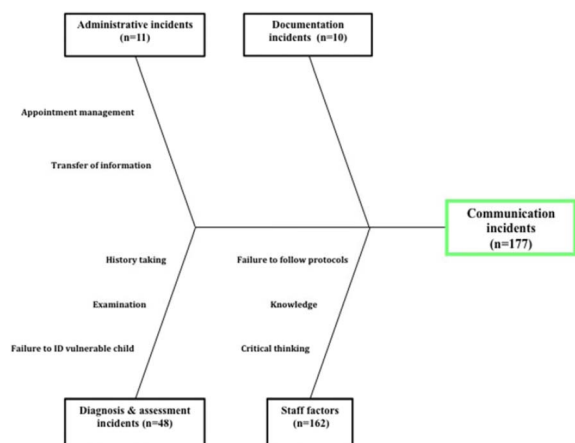 Administrative incidents
(n=11)
Documentation
incidents (n=10)
Appointment management
Transfer of information
Communication
incidents
(n=177)
History taking
Failure to follow protocols
Examination
Knowledge
Failure to ID vulnerable child
Critical thinking
Diagnosis & assessment
incidents (n=48)
Staff factors
(n=162)